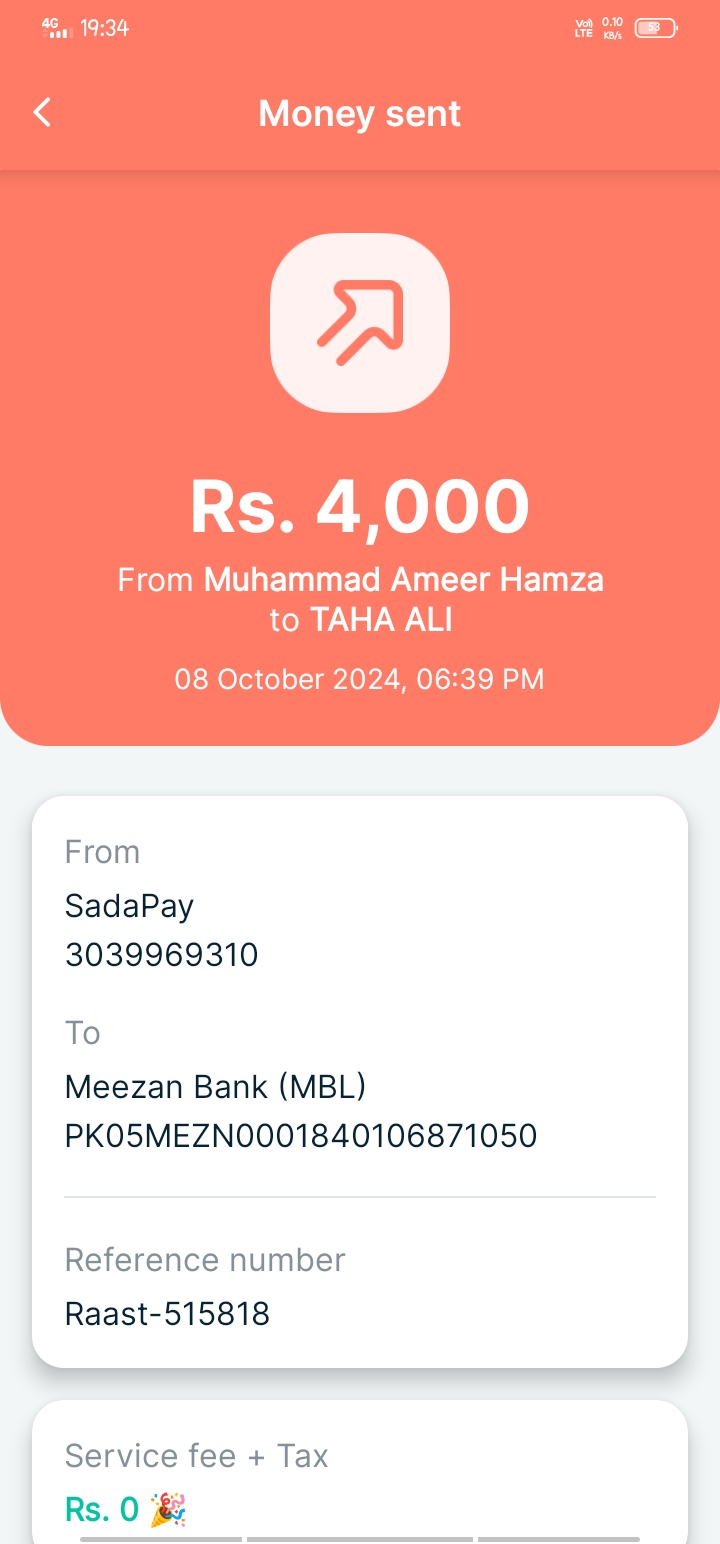 4G 19:34 Vo) LTE 0.10 KB/s 53
Money sent
Rs. 4,000
From Muhammad Ameer Hamza
to TAHA ALI
08 October 2024, 06:39 PM
From
SadaPay
3039969310
To
Meezan Bank (MBL)
PK05MEZN0001840106871050
Reference number
Raast-515818
Service fee + Tax
Rs. 0 🎉